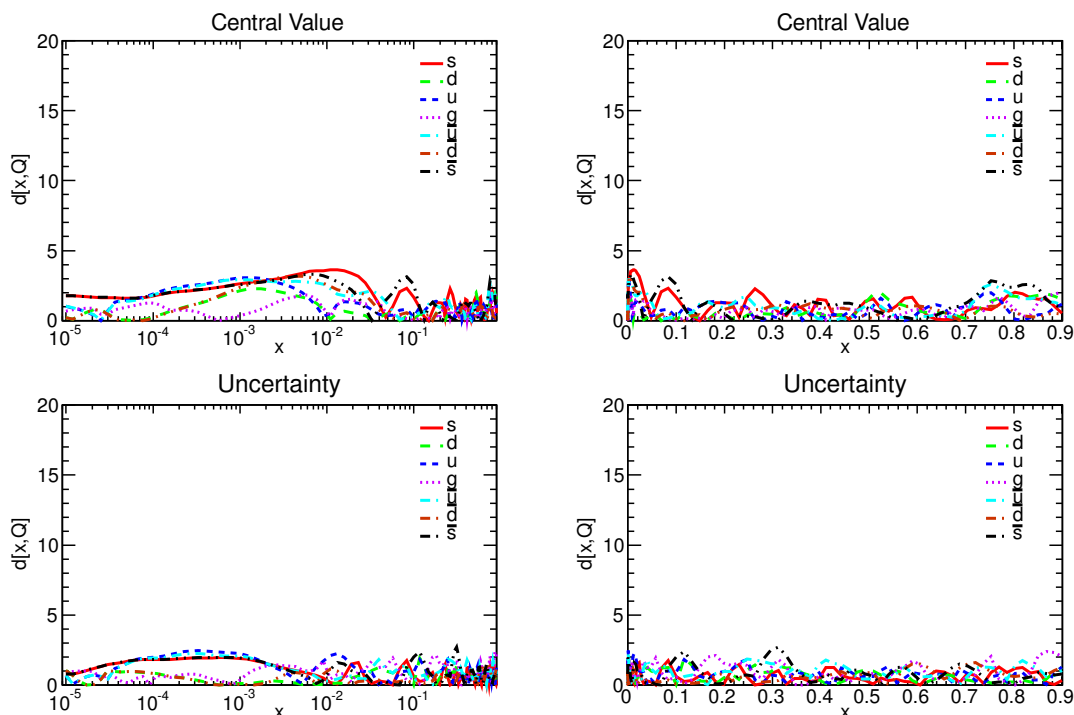 Central Value
20
15
10
5
0
d[x,Q]
10-5
10-4
10-3
10-2
10-1
x
s
d
u
g
u̅
d̅
s̅
Central Value
20
15
10
5
0
d[x,Q]
0
0.1
0.2
0.3
0.4
0.5
0.6
0.7
0.8
0.9
x
s
d
u
g
u̅
d̅
s̅
Uncertainty
20
15
10
5
0
d[x,Q]
10-5
10-4
10-3
10-2
10-1
x
s
d
u
g
u̅
d̅
s̅
Uncertainty
20
15
10
5
0
d[x,Q]
0
0.1
0.2
0.3
0.4
0.5
0.6
0.7
0.8
0.9
x
s
d
u
g
u̅
d̅
s̅